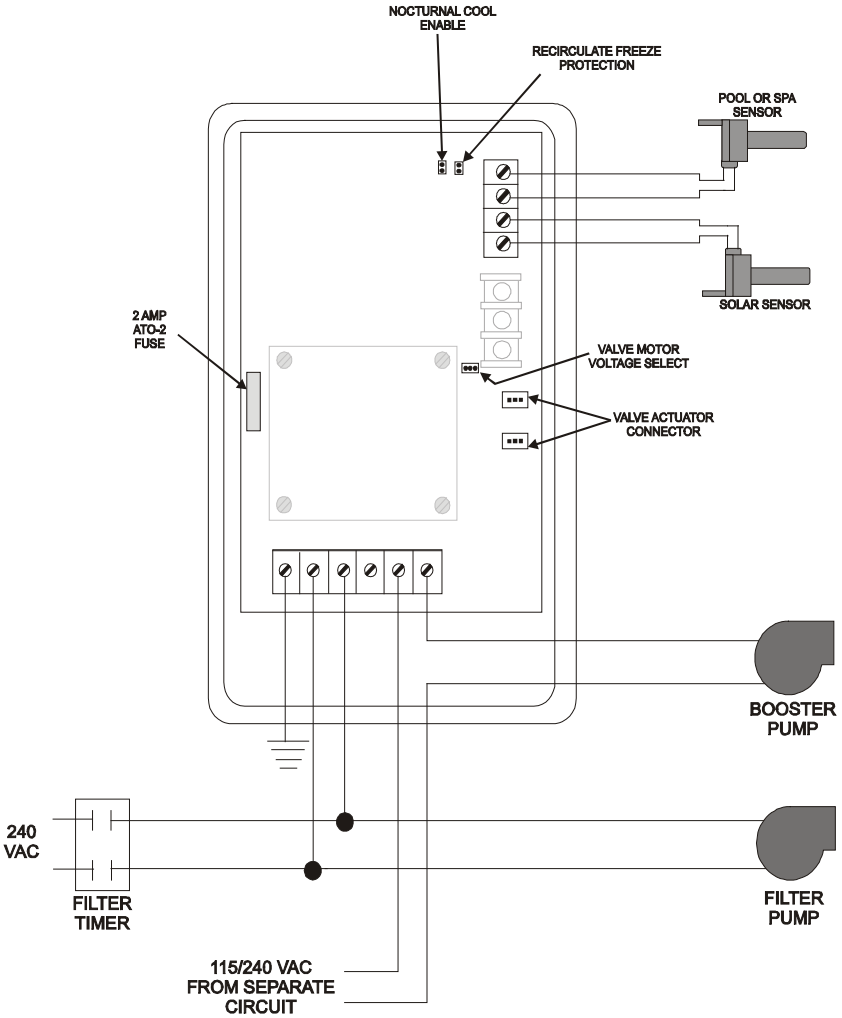 NOCTURNAL COOL
ENABLE
RECIRCULATE FREEZE
PROTECTION
POOL OR SPA
SENSOR
SOLAR SENSOR
2 AMP
ATO-2
FUSE
VALVE MOTOR
VOLTAGE SELECT
VALVE ACTUATOR
CONNECTOR
BOOSTER
PUMP
240
VAC
FILTER
TIMER
FILTER
PUMP
115/240 VAC
FROM SEPARATE
CIRCUIT